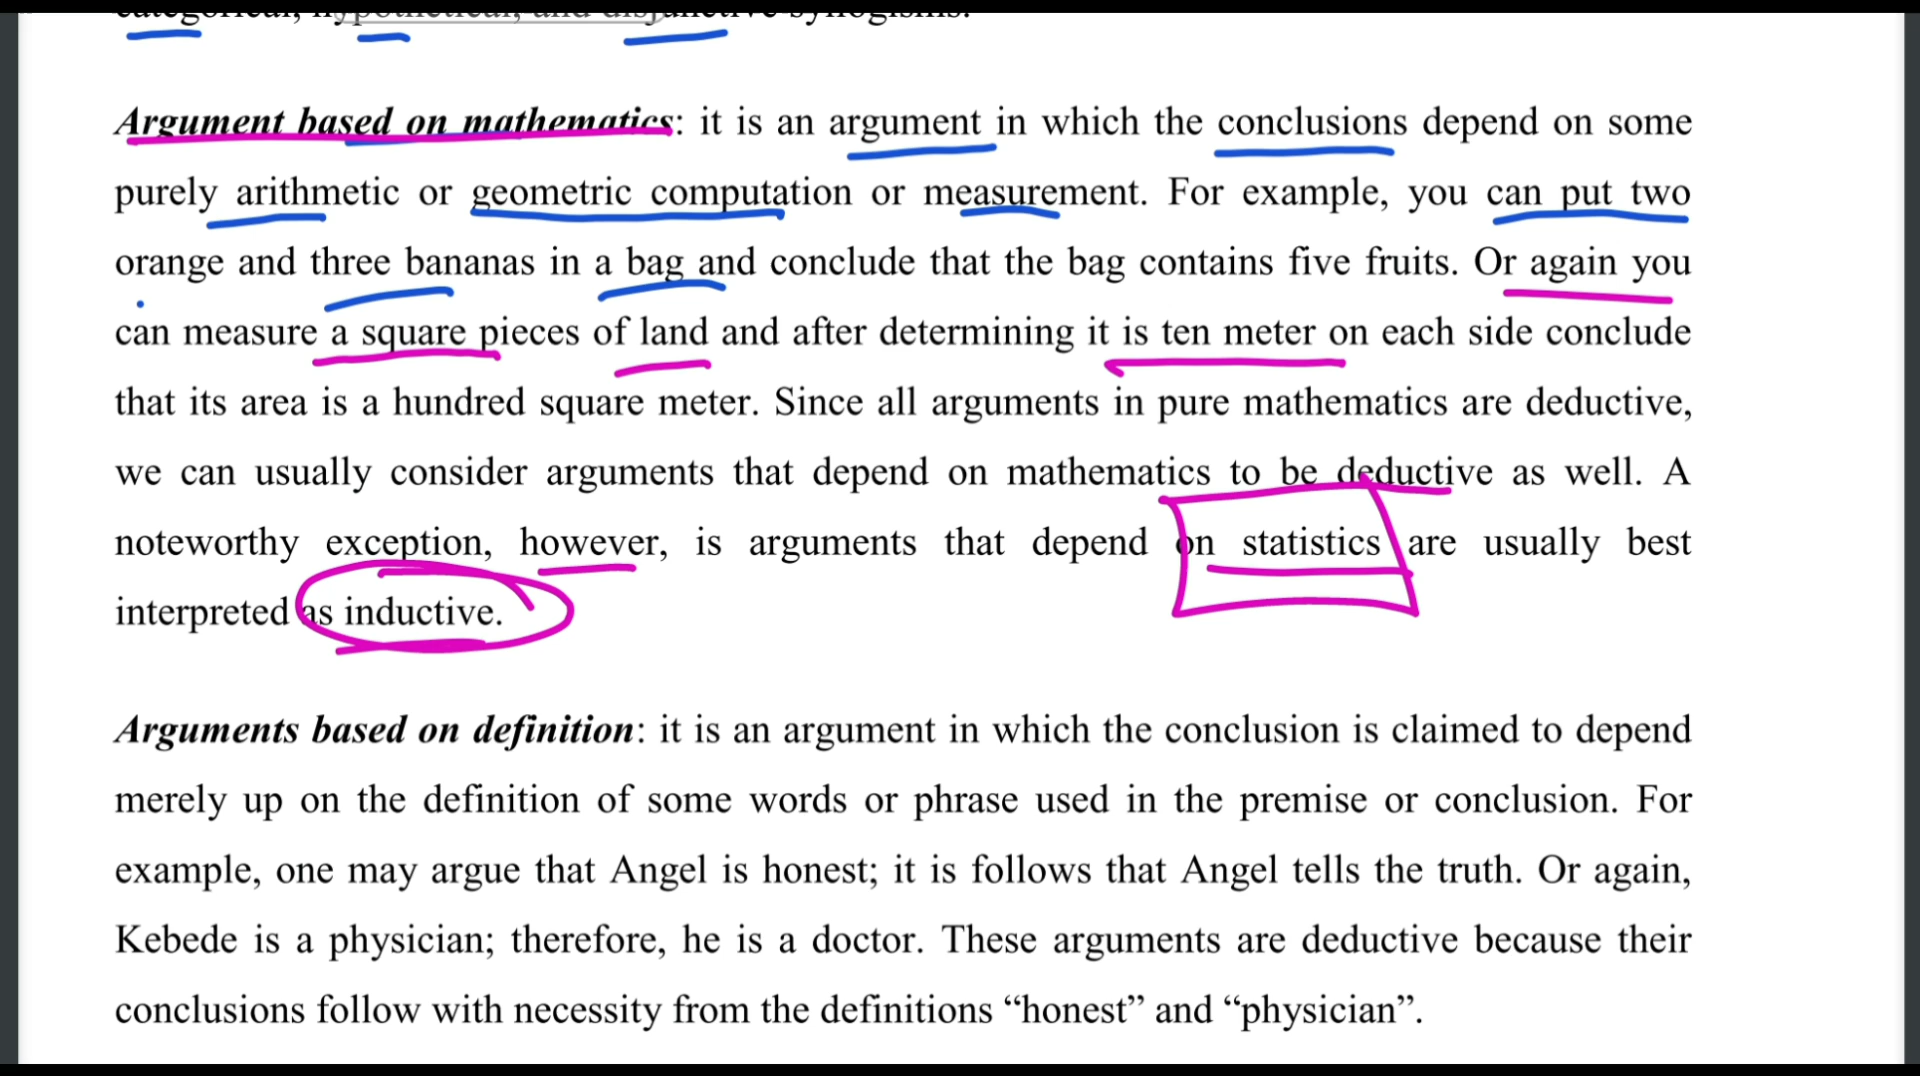 categorical, hypothetical, and disjunctive syllogisms.
Argument based on mathematics: it is an argument in which the conclusions depend on some
purely arithmetic or geometric computation or measurement. For example, you can put two
orange and three bananas in a bag and conclude that the bag contains five fruits. Or again you
can measure a square pieces of land and after determining it is ten meter on each side conclude
that its area is a hundred square meter. Since all arguments in pure mathematics are deductive,
we can usually consider arguments that depend on mathematics to be deductive as well. A
noteworthy exception, however, is arguments that depend on statistics are usually best
interpreted as inductive.
Arguments based on definition: it is an argument in which the conclusion is claimed to depend
merely up on the definition of some words or phrase used in the premise or conclusion. For
example, one may argue that Angel is honest; it is follows that Angel tells the truth. Or again,
Kebede is a physician; therefore, he is a doctor. These arguments are deductive because their
conclusions follow with necessity from the definitions “honest” and “physician”.